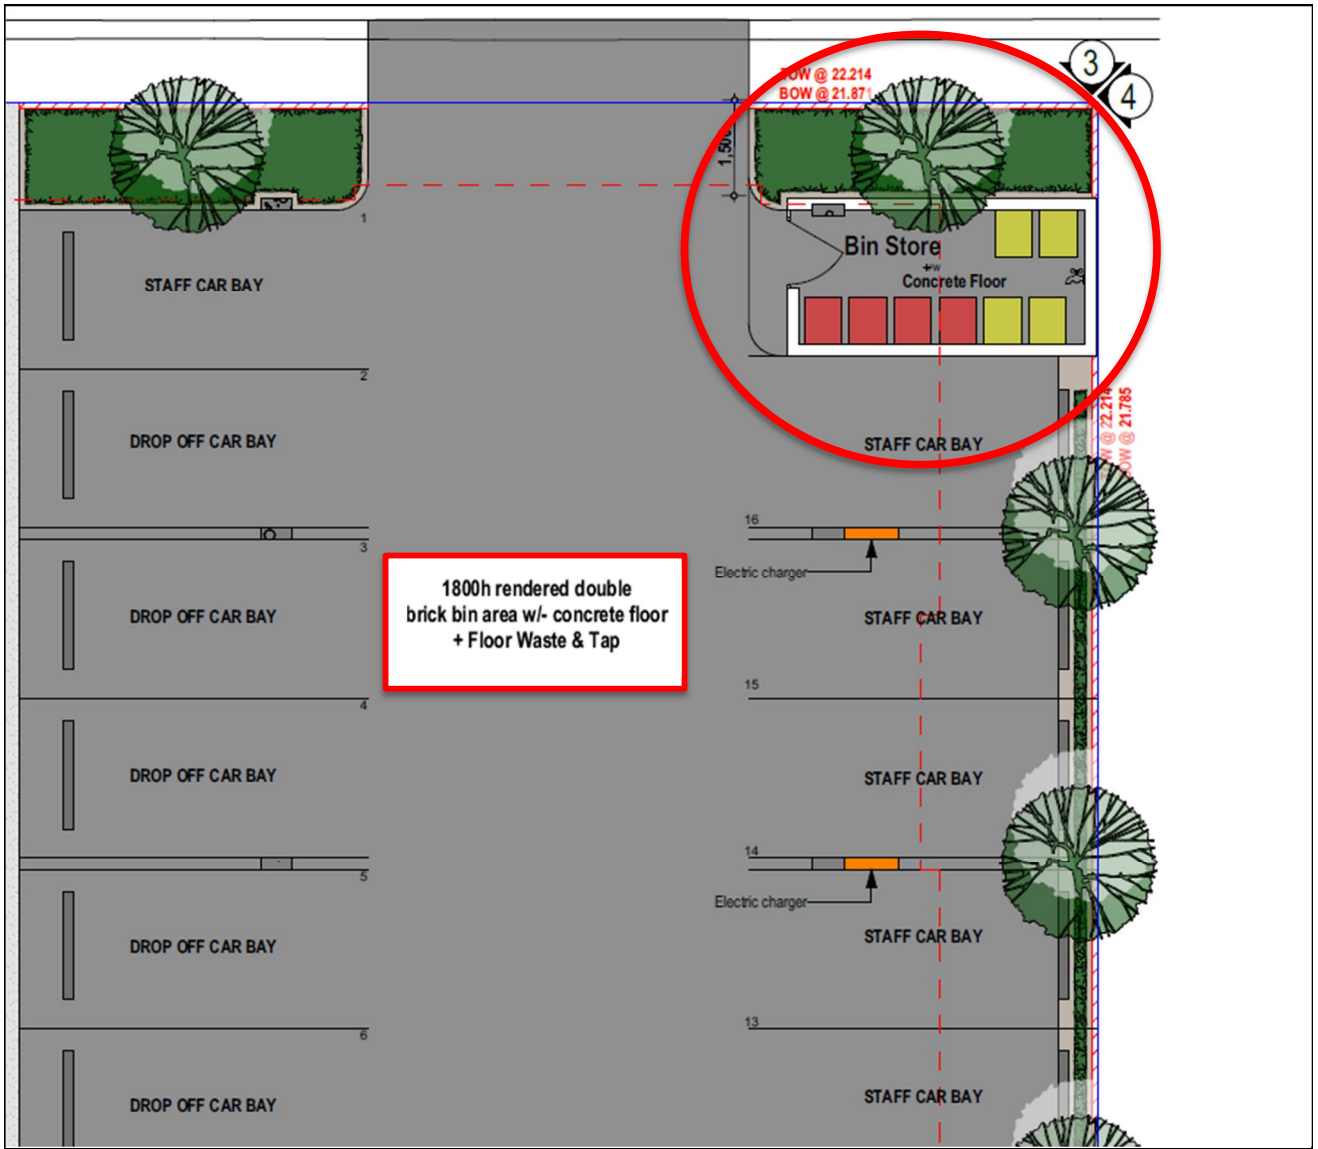 TOW @ 22.214
BOW @ 21.871
3
4
1
Bin Store
+FW
Concrete Floor
STAFF CAR BAY
2
DROP OFF CAR BAY
STAFF CAR BAY
@ 22.214
@ 21.785
16
3
Electric charger
1800h rendered double
brick bin area w/- concrete floor
+ Floor Waste & Tap
DROP OFF CAR BAY
STAFF CAR BAY
15
4
DROP OFF CAR BAY
STAFF CAR BAY
14
5
Electric charger
DROP OFF CAR BAY
STAFF CAR BAY
13
6
DROP OFF CAR BAY
STAFF CAR BAY